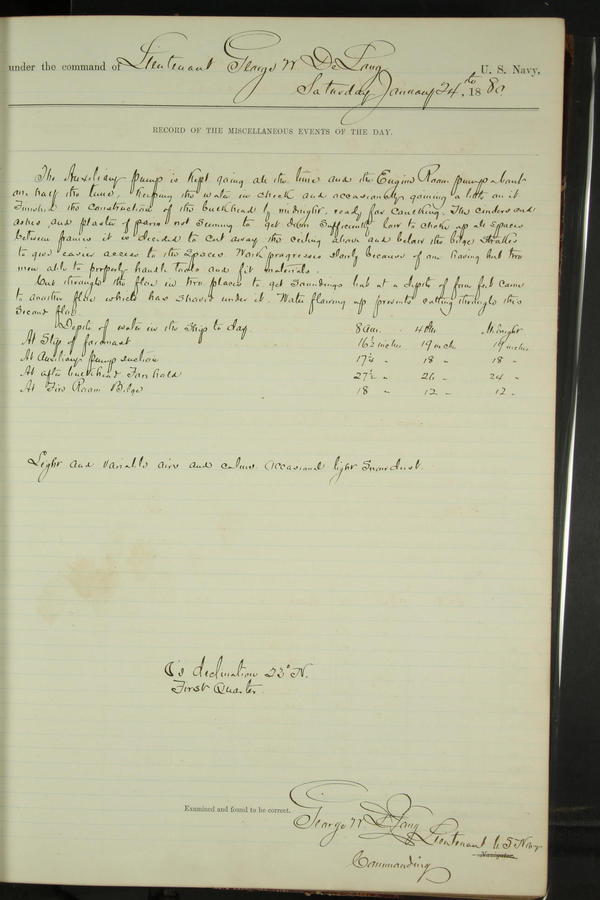 under the command of Lieutenant George W. De Long U. S. Navy,
Saturday January 24th, 1880
RECORD OF THE MISCELLANEOUS EVENTS OF THE DAY.
The Auxiliary pump is kept going all the time and the Engine Room pump about
one half the time, keeping the water in check and occasionally gaining a little on it
Finished the construction of the bulkhead by midnight, ready for caulking. The cinders and
ashes and plaster of paris not seeming to get down sufficiently low to choke up all spaces
between frames it is decided to cut away the ceiling above and below the bilge strakes
to give easier access to the spaces. Work progresses slowly because of our having but two
men able to properly handle tools and fit materials.
Cut through the floe in two places to get soundings but at a depth of four feet came
to another floe which has shoved under it. Water flowing up prevents cutting through this
second floe.
Depth of water in the ship to day 8 am. 4 PM Midnight
At Step of foremast 16½ inches 19 inch 19 inches
At Auxiliary pump suction 17¼ " 18 " 18 "
At after bulkhead Fore hold 27½ " 26 " 24 "
At Fire Room Bilge 18 " 12 " 12 "
Light and variable airs and calms. Occasional light snow dust.
☾'s declination 23° N.
First Quarter.
Examined and found to be correct.
George W. De Long Lieutenant U.S. Navy
Navigator.
Commanding